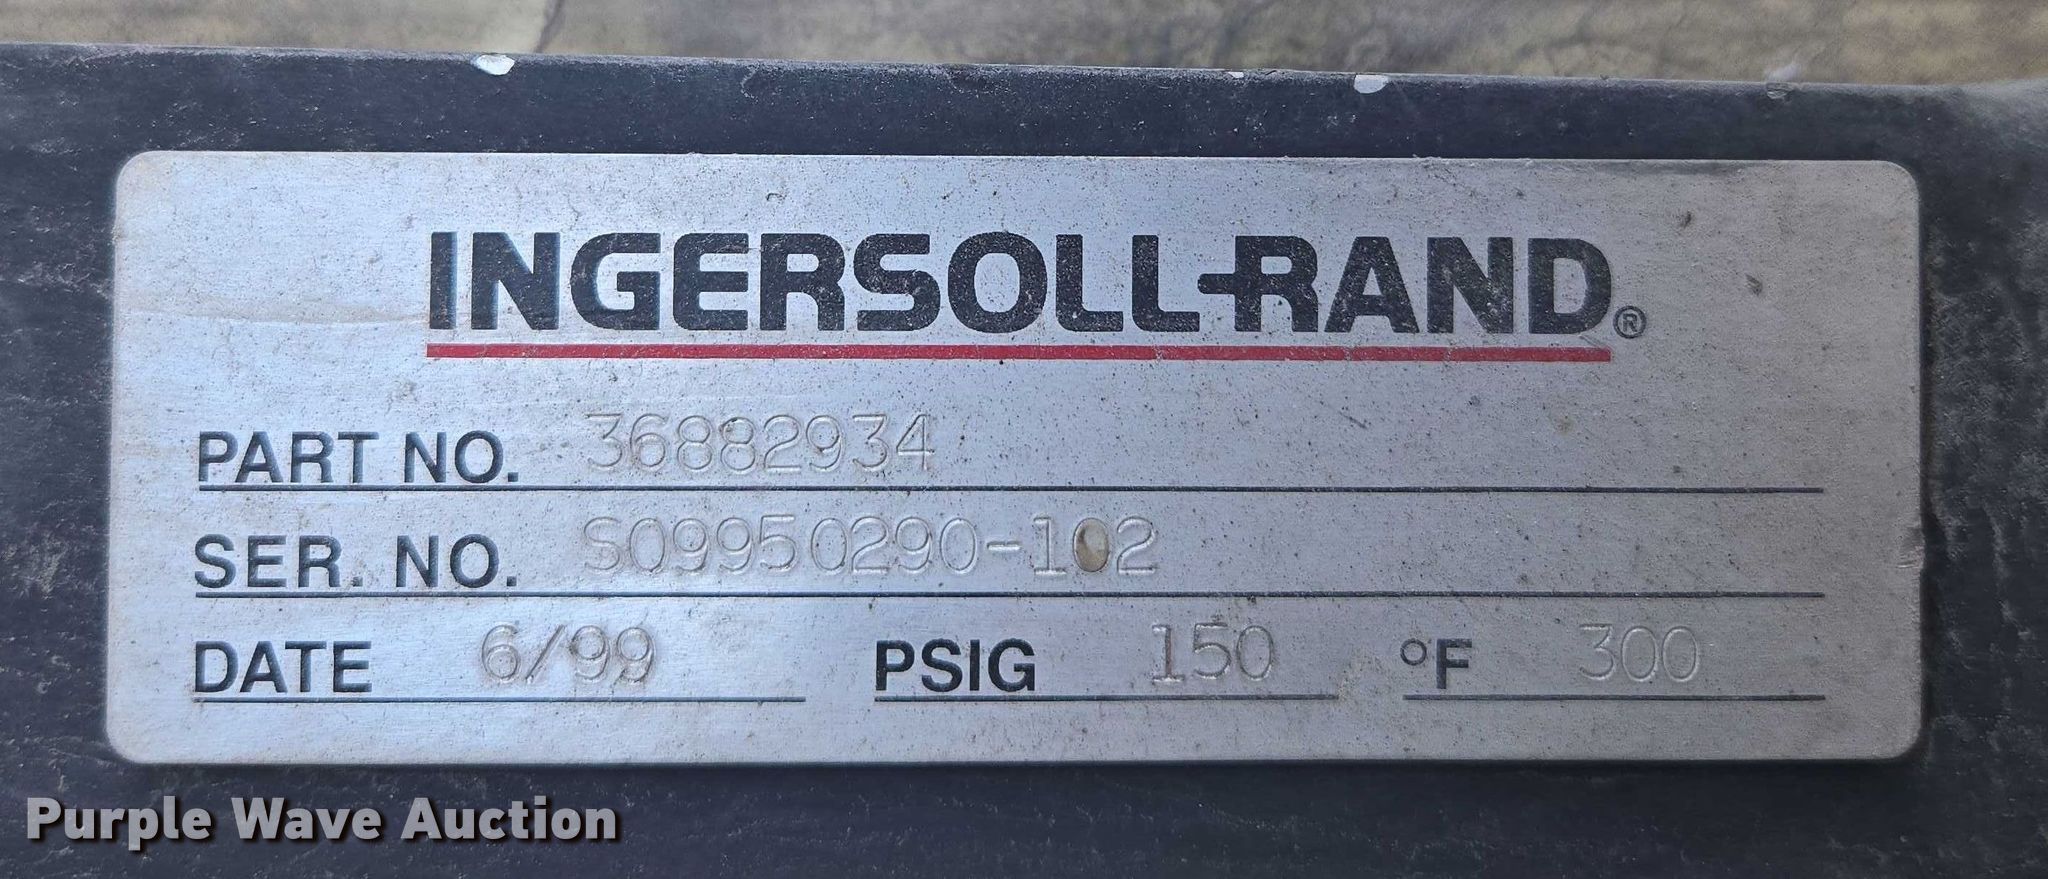 INGERSOLL-RAND®
PART NO. 36882934
SER. NO. S09950290-102
DATE 6/99 PSIG 150 °F 300
Purple Wave Auction